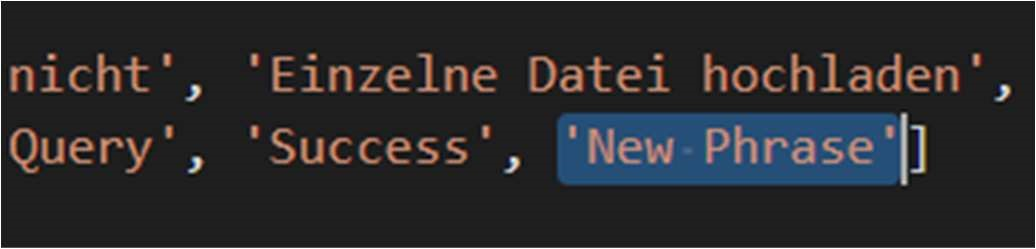 nicht', 'Einzelne Datei hochladen',
Query', 'Success', 'New Phrase']